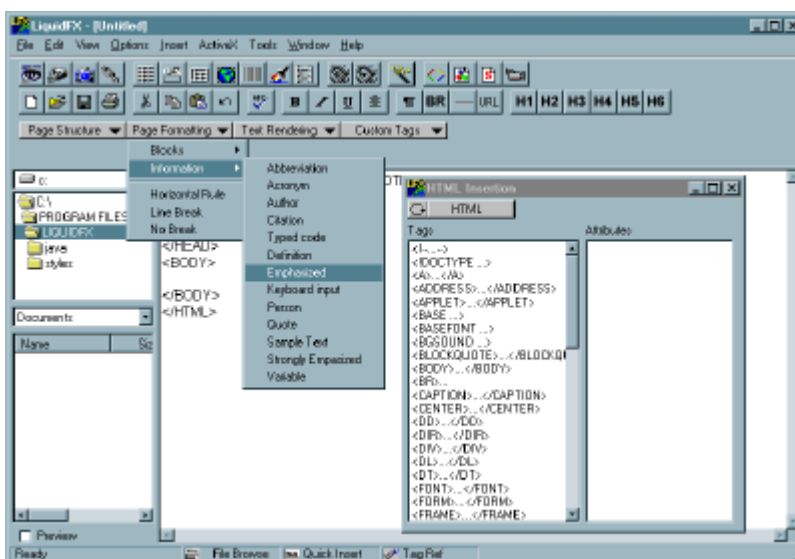 LiquidFX - [Untitled]
File Edit View Options Insert ActiveX Tools Window Help
BR URL H1 H2 H3 H4 H5 H6
Page Structure Page Formatting Text Rendering Custom Tags
Blocks
Information
Horizontal Rule
Line Break
No Break
Abbreviation
Acronym
Author
Citation
Typed code
Definition
Emphasized
Keyboard input
Person
Quote
Sample Text
Strongly Empasized
Variable
c:
C:\
PROGRAM FILES
LIQUIDFX
java
styles
Documents
Name Siz
Preview
</HEAD>
<BODY>
</BODY>
</HTML>
HTML Insertion
HTML
Tags Attributes
<!--...-->
<!DOCTYPE ...>
<A>...</A>
<ADDRESS>...</ADDRESS>
<APPLET>...</APPLET>
<BASE ...>
<BASEFONT ...>
<BGSOUND ...>
<BLOCKQUOTE>...</BLOCKQU
<BODY>...</BODY>
<BR>...
<CAPTION>...</CAPTION>
<CENTER>...</CENTER>
<DD>...</DD>
<DIR>...</DIR>
<DIV>...</DIV>
<DL>...</DL>
<DT>...</DT>
<FONT>...</FONT>
<FORM>...</FORM>
<FRAME>...</FRAME>
Ready File Browse Quick Insert Tag Ref